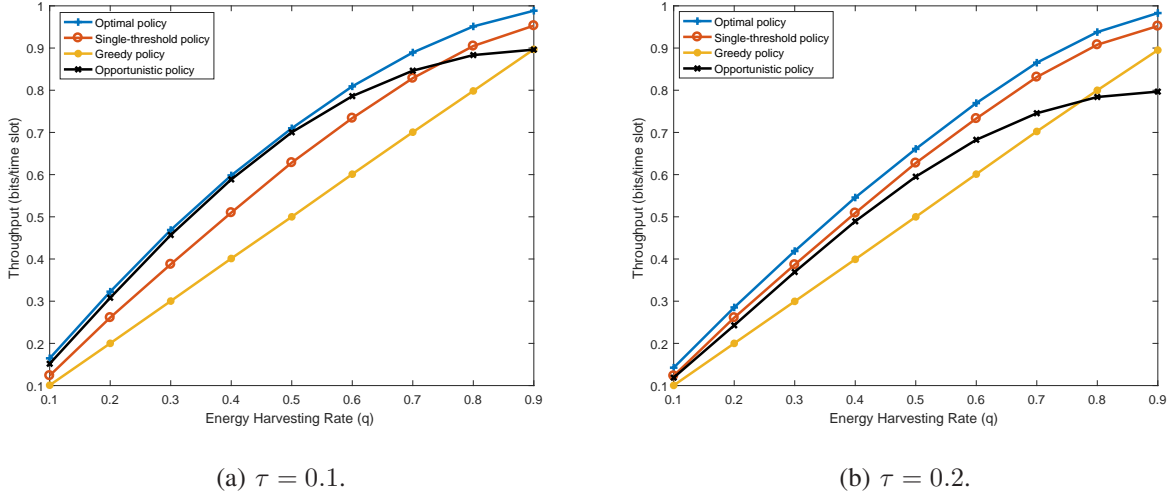 Optimal policy
Single-threshold policy
Greedy policy
Opportunistic policy
1
0.9
0.8
0.7
0.6
0.5
0.4
0.3
0.2
0.1
Throughput (bits/time slot)
0.1 0.2 0.3 0.4 0.5 0.6 0.7 0.8 0.9
Energy Harvesting Rate (q)
(a) τ = 0.1.
Optimal policy
Single-threshold policy
Greedy policy
Opportunistic policy
1
0.9
0.8
0.7
0.6
0.5
0.4
0.3
0.2
0.1
Throughput (bits/time slot)
0.1 0.2 0.3 0.4 0.5 0.6 0.7 0.8 0.9
Energy Harvesting Rate (q)
(b) τ = 0.2.